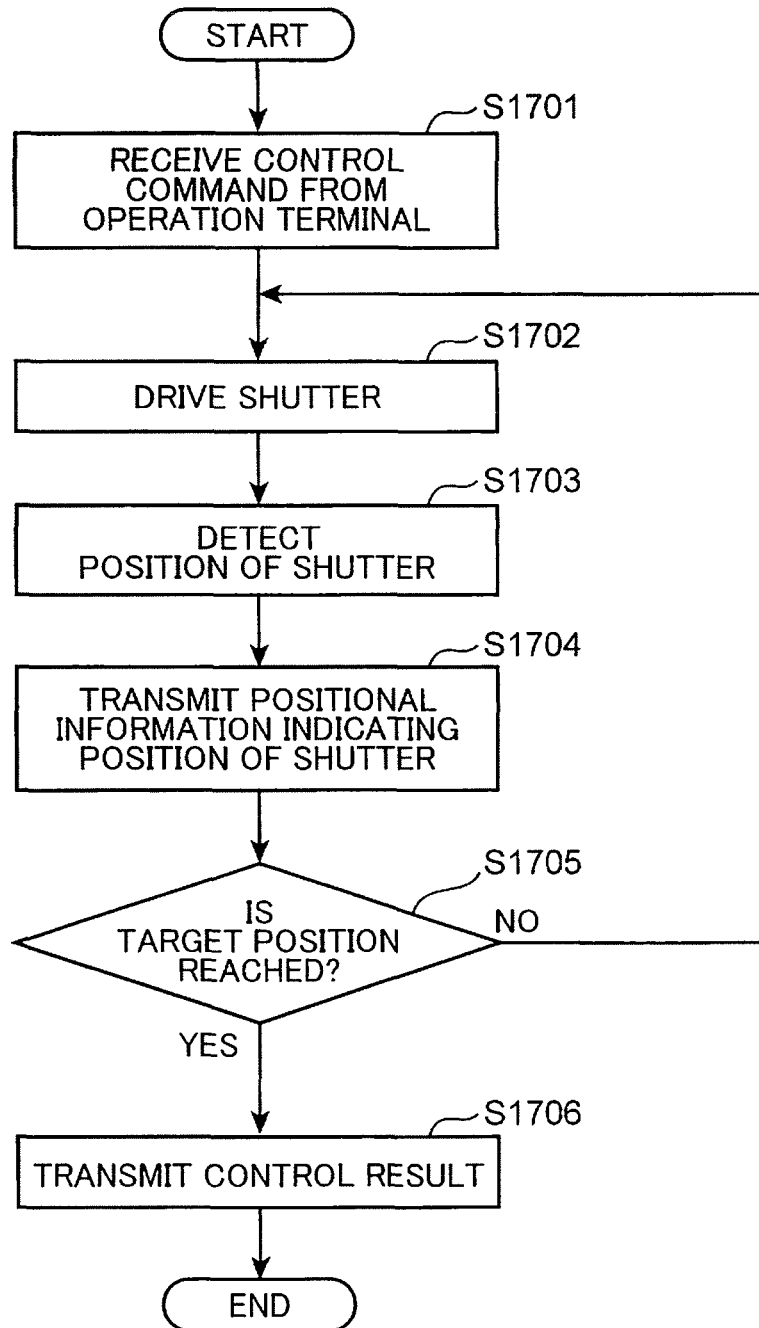 START
S1701
RECEIVE CONTROL
COMMAND FROM
OPERATION TERMINAL
S1702
DRIVE SHUTTER
S1703
DETECT
POSITION OF SHUTTER
S1704
TRANSMIT POSITIONAL
INFORMATION INDICATING
POSITION OF SHUTTER
S1705
IS
TARGET POSITION
REACHED?
NO
YES
S1706
TRANSMIT CONTROL RESULT
END